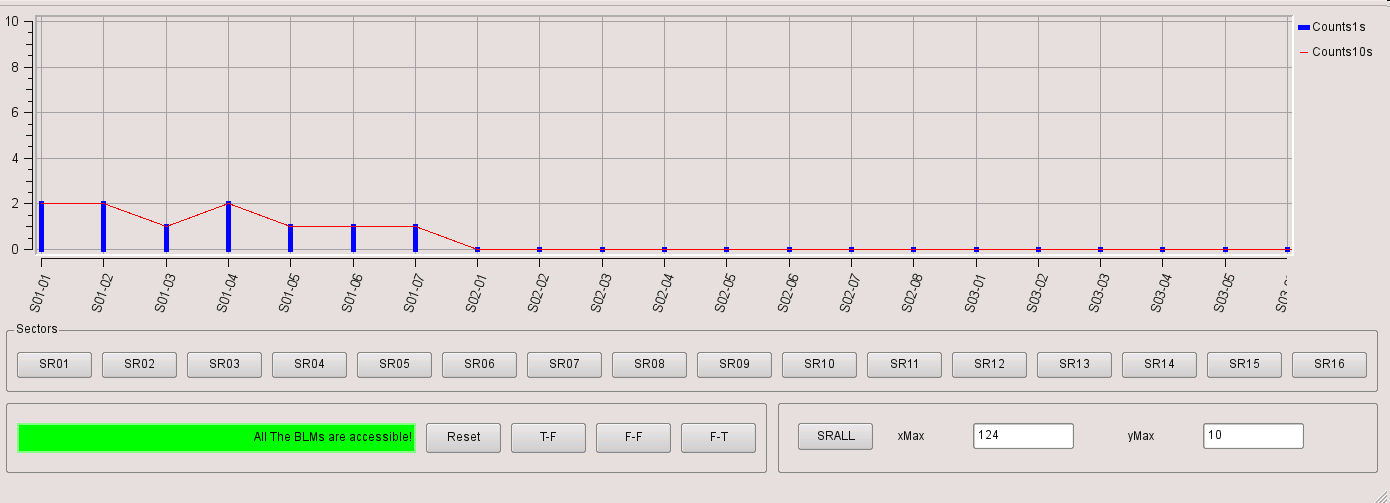 10
Counts1s
Counts10s
8
6
4
2
0
S01-01 S01-02 S01-03 S01-04 S01-05 S01-06 S01-07 S02-01 S02-02 S02-03 S02-04 S02-05 S02-06 S02-07 S02-08 S03-01 S03-02 S03-03 S03-04 S03-05
Sectors
SR01 SR02 SR03 SR04 SR05 SR06 SR07 SR08 SR09 SR10 SR11 SR12 SR13 SR14 SR15 SR16
All The BLMs are accessible! Reset T-F F-F F-T SRALL xMax 124 yMax 10